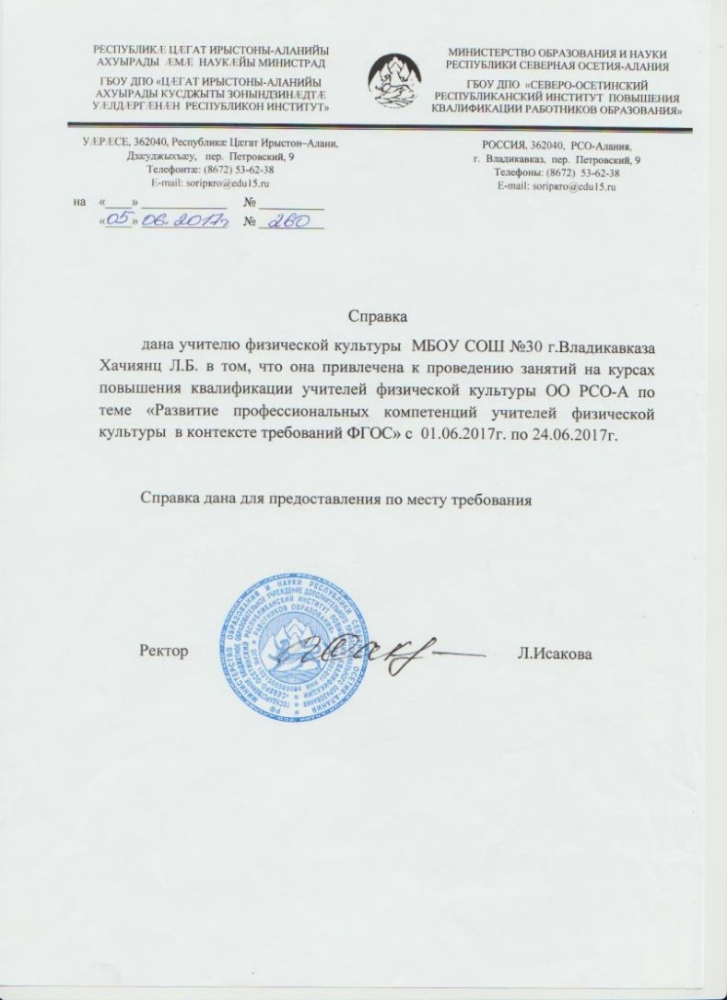 РЕСПУБЛИКÆ ЦÆГАТ ИРЫСТОНЫ-АЛАНИЙЫ
АХУЫРАДЫ ÆМÆ НАУКÆЙЫ МИНИСТРАД
ГБОУ ДПО «ЦÆГАТ ИРЫСТОНЫ-АЛАНИЙЫ
АХУЫРАДЫ КУСДЖЫТЫ ЗОНЫНДЗИНÆДТÆ
УÆЛДÆРГÆНÆН РЕСПУБЛИКОН ИНСТИТУТ»
МИНИСТЕРСТВО ОБРАЗОВАНИЯ И НАУКИ
РЕСПУБЛИКИ СЕВЕРНАЯ ОСЕТИЯ-АЛАНИЯ
ГБОУ ДПО «СЕВЕРО-ОСЕТИНСКИЙ
РЕСПУБЛИКАНСКИЙ ИНСТИТУТ ПОВЫШЕНИЯ
КВАЛИФИКАЦИИ РАБОТНИКОВ ОБРАЗОВАНИЯ»
УÆРÆСЕ, 362040, Республикæ Цæгат Ирыстон–Алани,
Дзæуджыхъæу, пер. Петровский, 9
Телефонтæ: (8672) 53-62-38
E-mail: soripкro@edu15.ru
РОССИЯ, 362040, РСО-Алания,
г. Владикавказ, пер. Петровский, 9
Телефоны: (8672) 53-62-38
E-mail: soripкro@edu15.ru
на «____» ______________ № ___________
«05» 06. 2017г. № 260
Справка
дана учителю физической культуры МБОУ СОШ №30 г.Владикавказа
Хачиянц Л.Б. в том, что она привлечена к проведению занятий на курсах
повышения квалификации учителей физической культуры ОО РСО-А по
теме «Развитие профессиональных компетенций учителей физической
культуры в контексте требований ФГОС» с 01.06.2017г. по 24.06.2017г.
Справка дана для предоставления по месту требования
Ректор
Л.Исакова